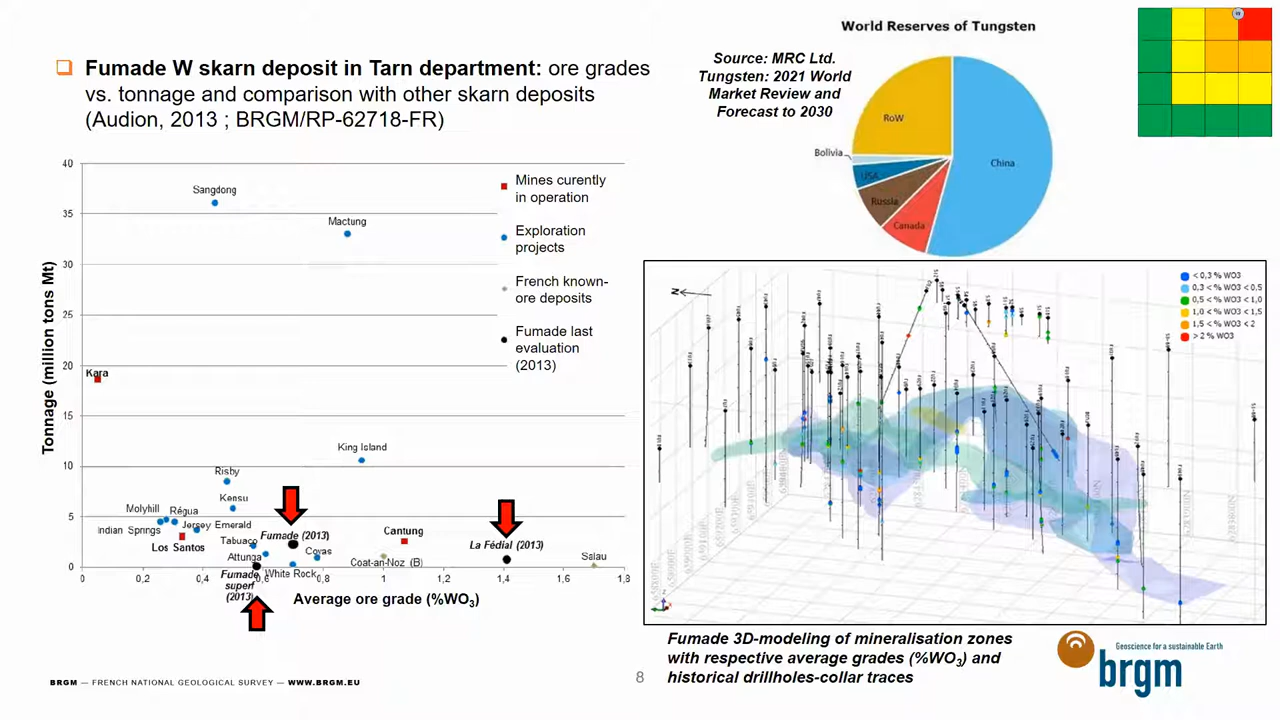 Fumade W skarn deposit in Tarn department: ore grades
vs. tonnage and comparison with other skarn deposits
(Audion, 2013 ; BRGM/RP-62718-FR)
World Reserves of Tungsten
Source: MRC Ltd.
Tungsten: 2021 World
Market Review and
Forecast to 2030
RoW
Bolivia
USA
Russia
Canada
China
W
Tonnage (million tons Mt)
40
35
30
25
20
15
10
5
0
0
0,2
0,4
0,6
0,8
1
1,2
1,4
1,6
1,8
Average ore grade (%WO3)
Mines curently
in operation
Exploration
projects
French known-
ore deposits
Fumade last
evaluation
(2013)
Sangdong
Mactung
Kara
King Island
Risby
Kensu
Molyhill
Régua
Indian Springs
Jersey Emerald
Los Santos
Tabuaço
Fumade (2013)
Attunga
Covas
White Rock
Fumade
superf
(2013)
Cantung
Coat-an-Noz (B)
La Fédial (2013)
Salau
N
< 0,3 % WO3
0,3 < % WO3 < 0,5
0,5 < % WO3 < 1,0
1,0 < % WO3 < 1,5
1,5 < % WO3 < 2
> 2 % WO3
Fumade 3D-modeling of mineralisation zones
with respective average grades (%WO3) and
historical drillholes-collar traces
Geoscience for a sustainable Earth
brgm
BRGM — FRENCH NATIONAL GEOLOGICAL SURVEY — WWW.BRGM.EU
8